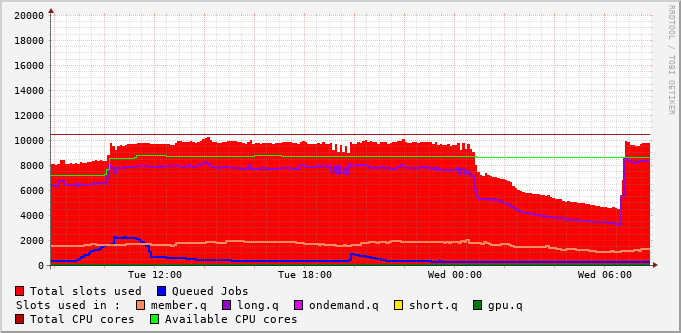 RRDTOOL / TOBI OETIKER
20000
18000
16000
14000
12000
10000
8000
6000
4000
2000
0
Tue 12:00 Tue 18:00 Wed 00:00 Wed 06:00
Total slots used Queued Jobs
Slots used in : member.q long.q ondemand.q short.q gpu.q
Total CPU cores Available CPU cores